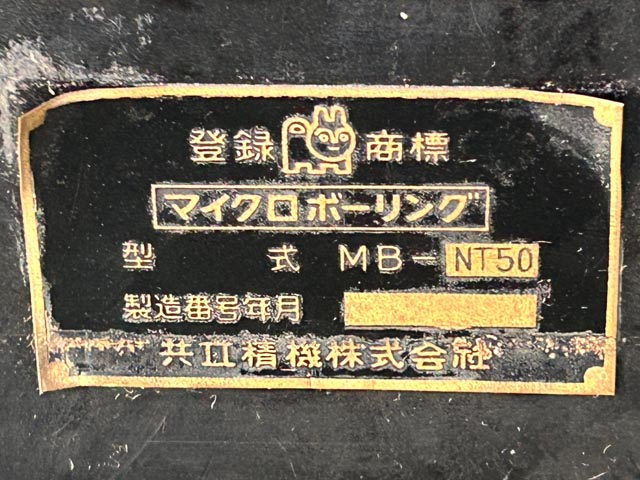 登録 商標
マイクロボーリング
型 式 MB-NT50
製造番号年月
共立精機株式会社